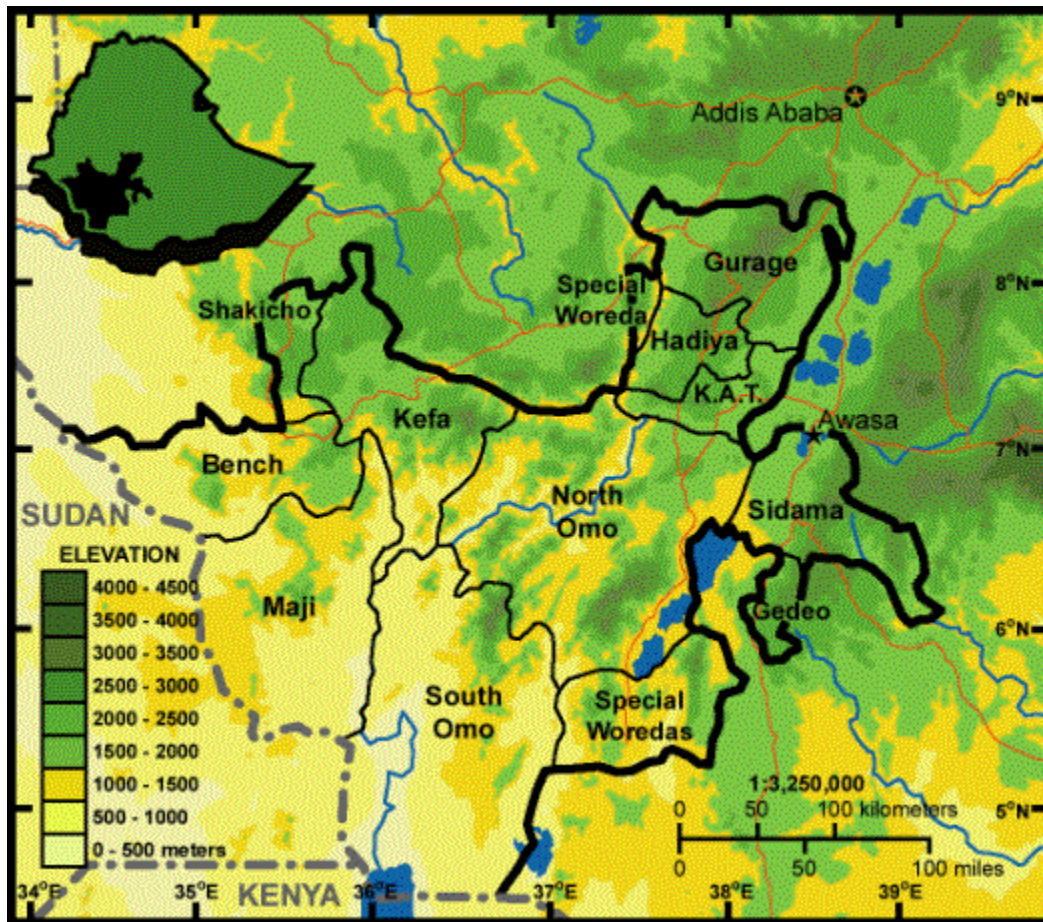 Addis Ababa
9°N
Gurage
8°N
Special
Woreda
Shakicho
Hadiya
K.A.T.
Kefa
Awasa
7°N
Bench
North
Omo
Sidama
SUDAN
ELEVATION
4000 - 4500
3500 - 4000
3000 - 3500
2500 - 3000
2000 - 2500
1500 - 2000
1000 - 1500
500 - 1000
0 - 500 meters
Maji
Gedeo
6°N
South
Omo
Special
Woredas
1:3,250,000
0 50 100 kilometers
0 50 100 miles
5°N
34°E 35°E 36°E 37°E 38°E 39°E
KENYA